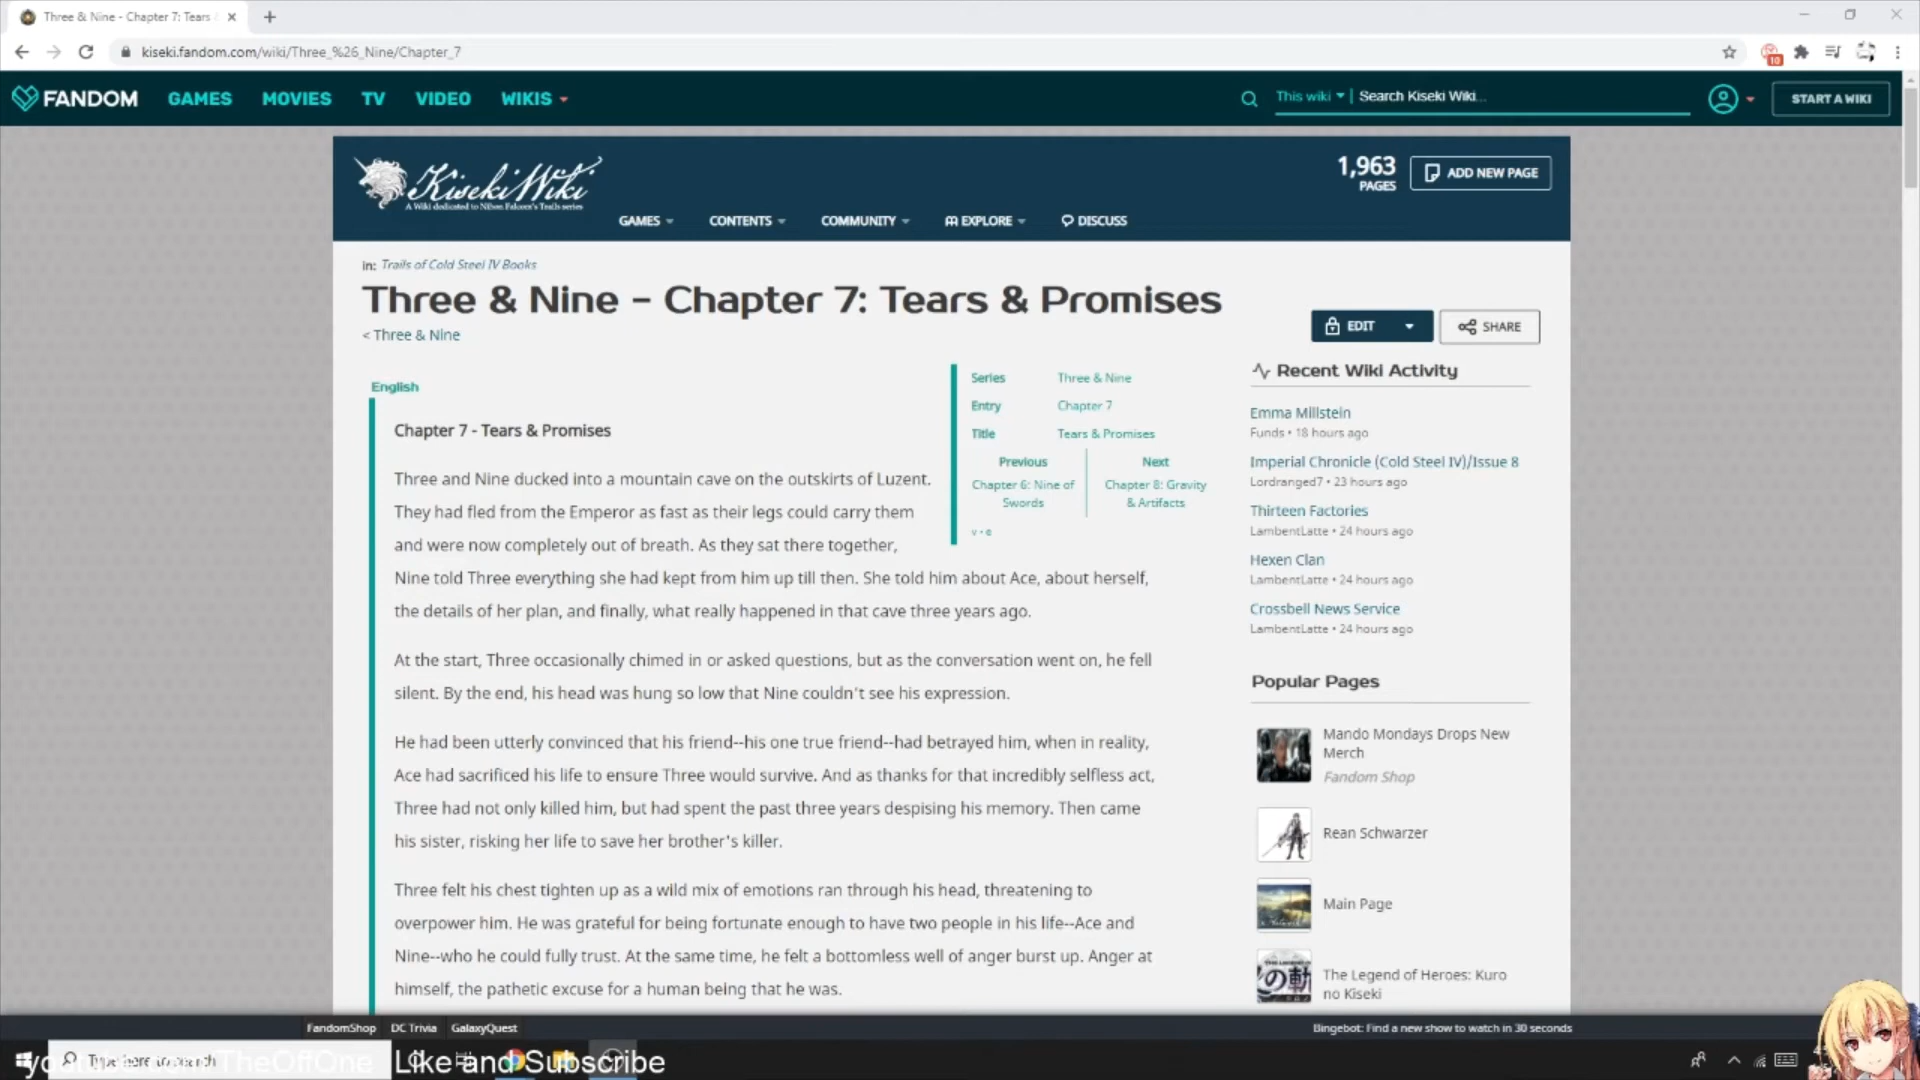 Three & Nine - Chapter 7: Tears
kiseki.fandom.com/wiki/Three_%26_Nine/Chapter_7
10
FANDOM
GAMES
MOVIES
TV
VIDEO
WIKIS
This wiki
Search Kiseki Wiki...
START A WIKI
Kiseki Wiki
A Wiki dedicated to Nihon Falcom's Trails series
1,963
PAGES
ADD NEW PAGE
GAMES
CONTENTS
COMMUNITY
EXPLORE
DISCUSS
in: Trails of Cold Steel IV Books
Three & Nine - Chapter 7: Tears & Promises
< Three & Nine
EDIT
SHARE
English
Chapter 7 - Tears & Promises
Three and Nine ducked into a mountain cave on the outskirts of Luzent.
They had fled from the Emperor as fast as their legs could carry them
and were now completely out of breath. As they sat there together,
Nine told Three everything she had kept from him up till then. She told him about Ace, about herself,
the details of her plan, and finally, what really happened in that cave three years ago.
At the start, Three occasionally chimed in or asked questions, but as the conversation went on, he fell
silent. By the end, his head was hung so low that Nine couldn't see his expression.
He had been utterly convinced that his friend--his one true friend--had betrayed him, when in reality,
Ace had sacrificed his life to ensure Three would survive. And as thanks for that incredibly selfless act,
Three had not only killed him, but had spent the past three years despising his memory. Then came
his sister, risking her life to save her brother's killer.
Three felt his chest tighten up as a wild mix of emotions ran through his head, threatening to
overpower him. He was grateful for being fortunate enough to have two people in his life--Ace and
Nine--who he could fully trust. At the same time, he felt a bottomless well of anger burst up. Anger at
himself, the pathetic excuse for a human being that he was.
Series
Three & Nine
Entry
Chapter 7
Title
Tears & Promises
Previous
Chapter 6: Nine of
Swords
Next
Chapter 8: Gravity
& Artifacts
v • e
Recent Wiki Activity
Emma Millstein
Funds • 18 hours ago
Imperial Chronicle (Cold Steel IV)/Issue 8
Lordranged7 • 23 hours ago
Thirteen Factories
LambentLatte • 24 hours ago
Hexen Clan
LambentLatte • 24 hours ago
Crossbell News Service
LambentLatte • 24 hours ago
Popular Pages
Mando Mondays Drops New
Merch
Fandom Shop
Rean Schwarzer
Main Page
The Legend of Heroes: Kuro
no Kiseki
FandomShop
DC Trivia
GalaxyQuest
Bingebot: Find a new show to watch in 30 seconds
Type here to search
youtube.com/TheOffOne
Like and Subscribe